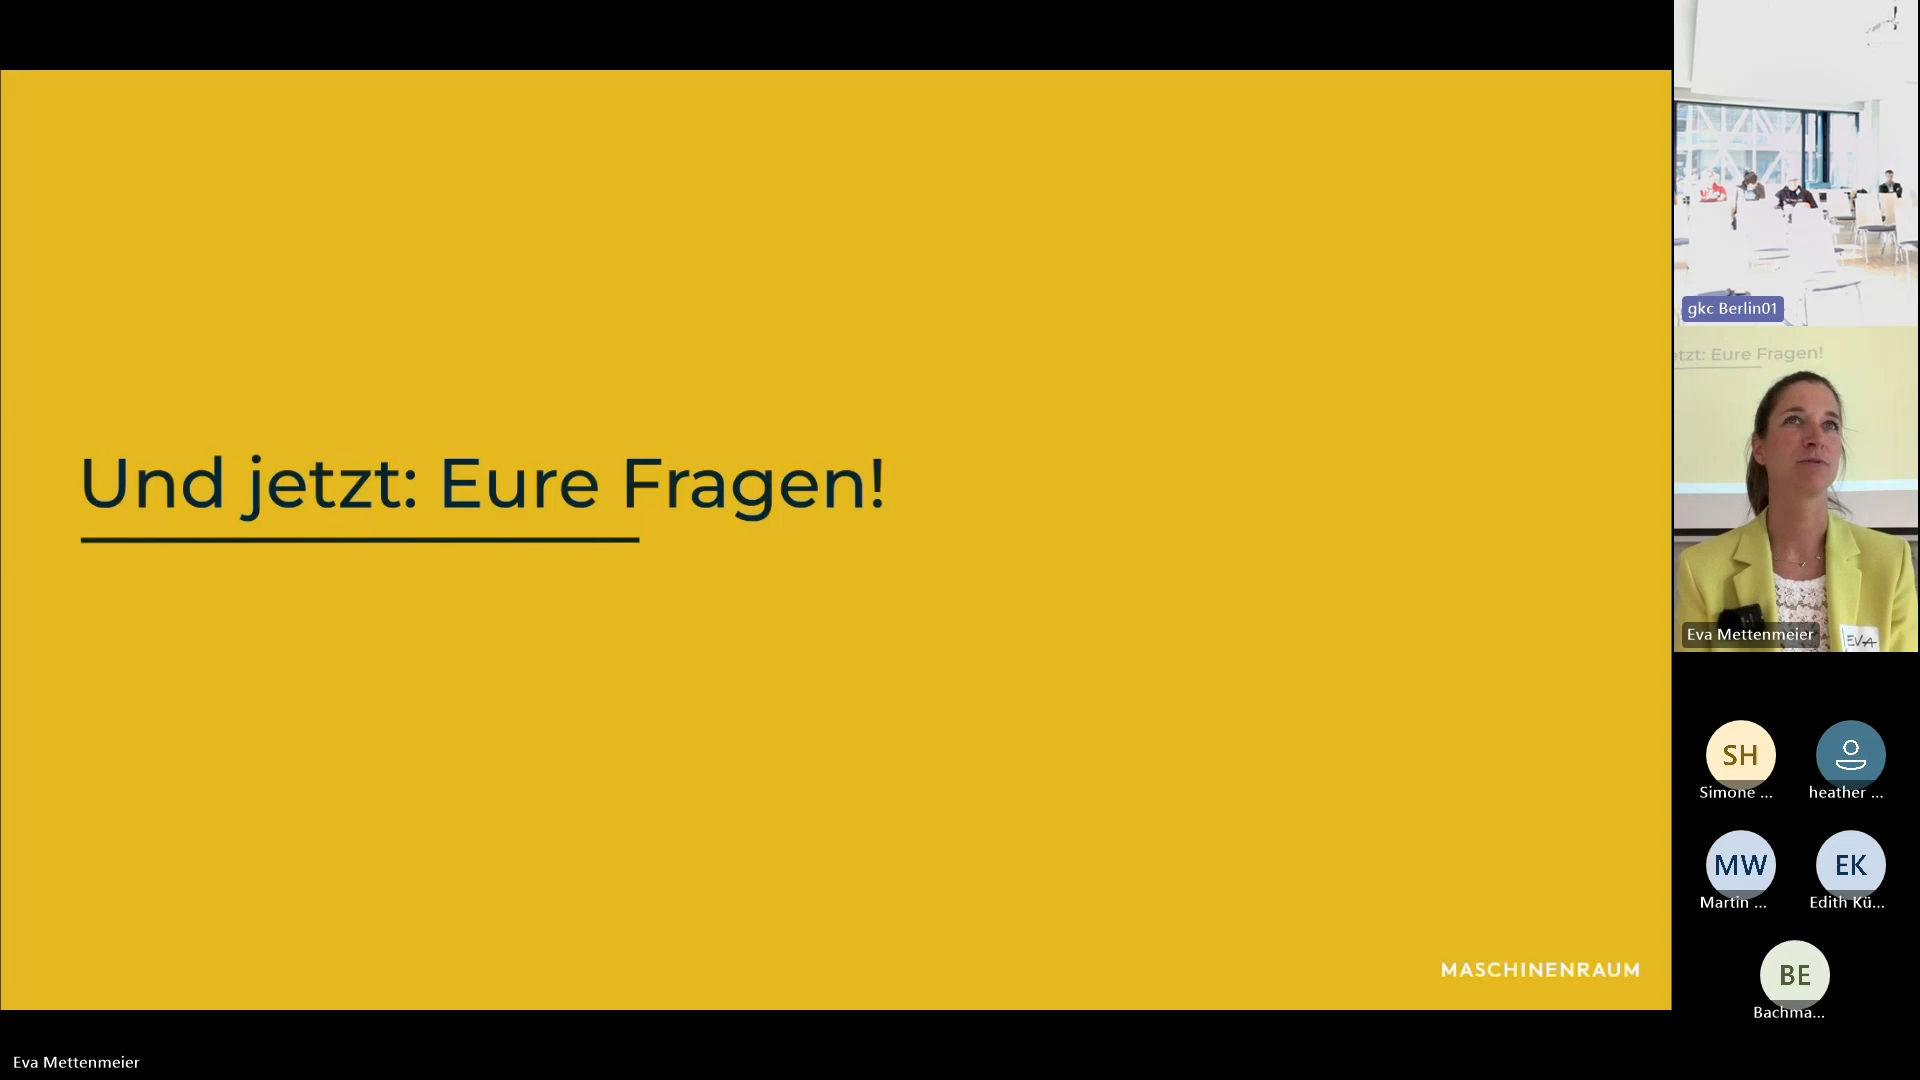 Und jetzt: Eure Fragen!
MASCHINENRAUM
Eva Mettenmeier
gkc Berlin01
etzt: Eure Fragen!
EVA
Eva Mettenmeier
SH
Simone ...
heather ...
MW
Martin ...
EK
Edith Kü...
BE
Bachma...